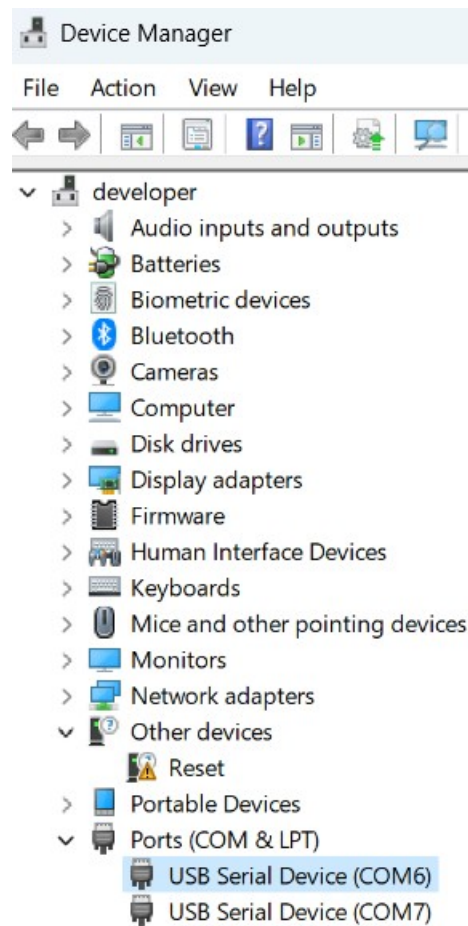 Device Manager
File Action View Help
developer
Audio inputs and outputs
Batteries
Biometric devices
Bluetooth
Cameras
Computer
Disk drives
Display adapters
Firmware
Human Interface Devices
Keyboards
Mice and other pointing devices
Monitors
Network adapters
Other devices
Reset
Portable Devices
Ports (COM & LPT)
USB Serial Device (COM6)
USB Serial Device (COM7)